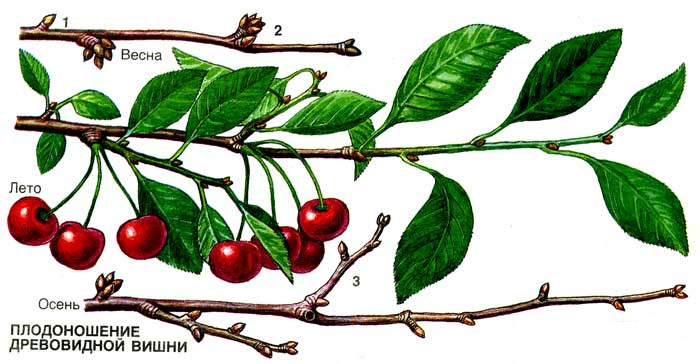 1
2
Весна
Лето
3
Осень
ПЛОДОНОШЕНИЕ
ДРЕВОВИДНОЙ ВИШНИ